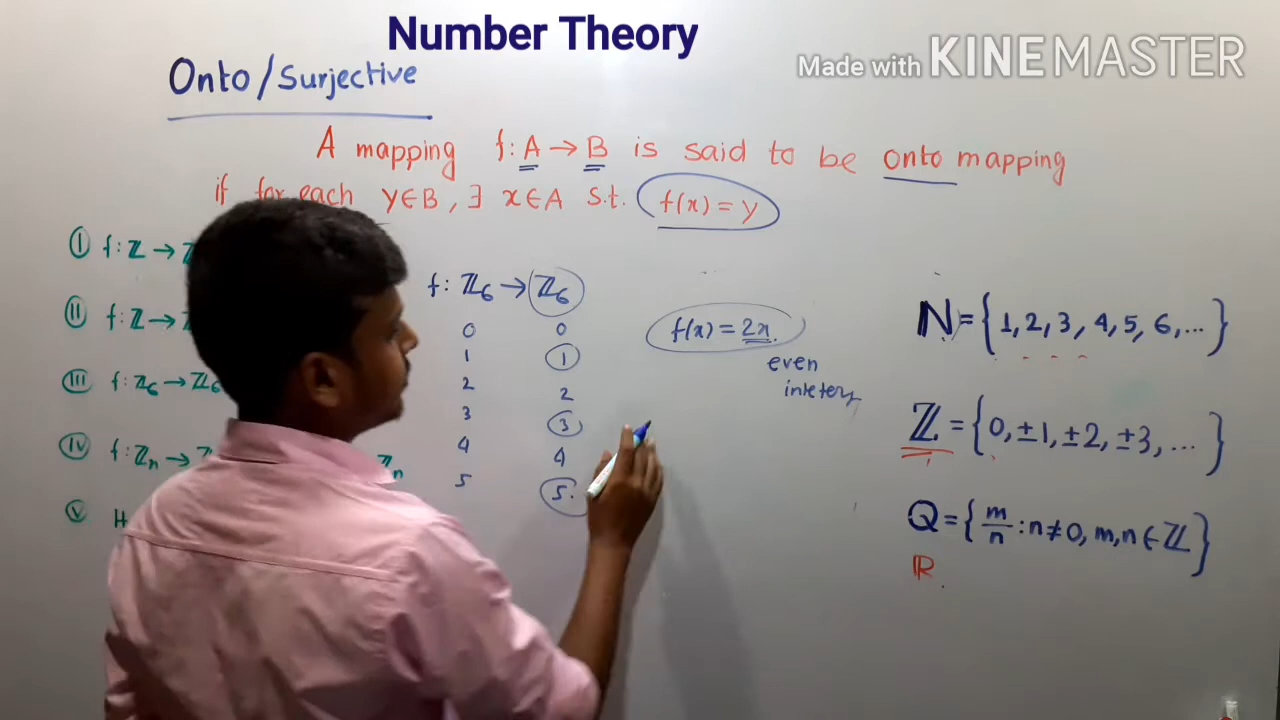 Number Theory
Made with KINEMASTER
Onto/Surjective
A mapping f: A → B is said to be onto mapping
if for each y∈B, ∃ x∈A s.t. f(x) = y
I f: ℤ →
II f: ℤ →
III f: ℤ₆ → ℤ₆
IV f: ℤₙ → ℤₙ
V H
f: ℤ₆ → ℤ₆
0 0
1 1
2 2
3 3
4 4
5 5.
f(x) = 2x.
even
integers
N = {1, 2, 3, 4, 5, 6, ...}
ℤ = {0, ±1, ±2, ±3, ...}
Q = {m/n : n ≠ 0, m, n ∈ ℤ}
ℝ.